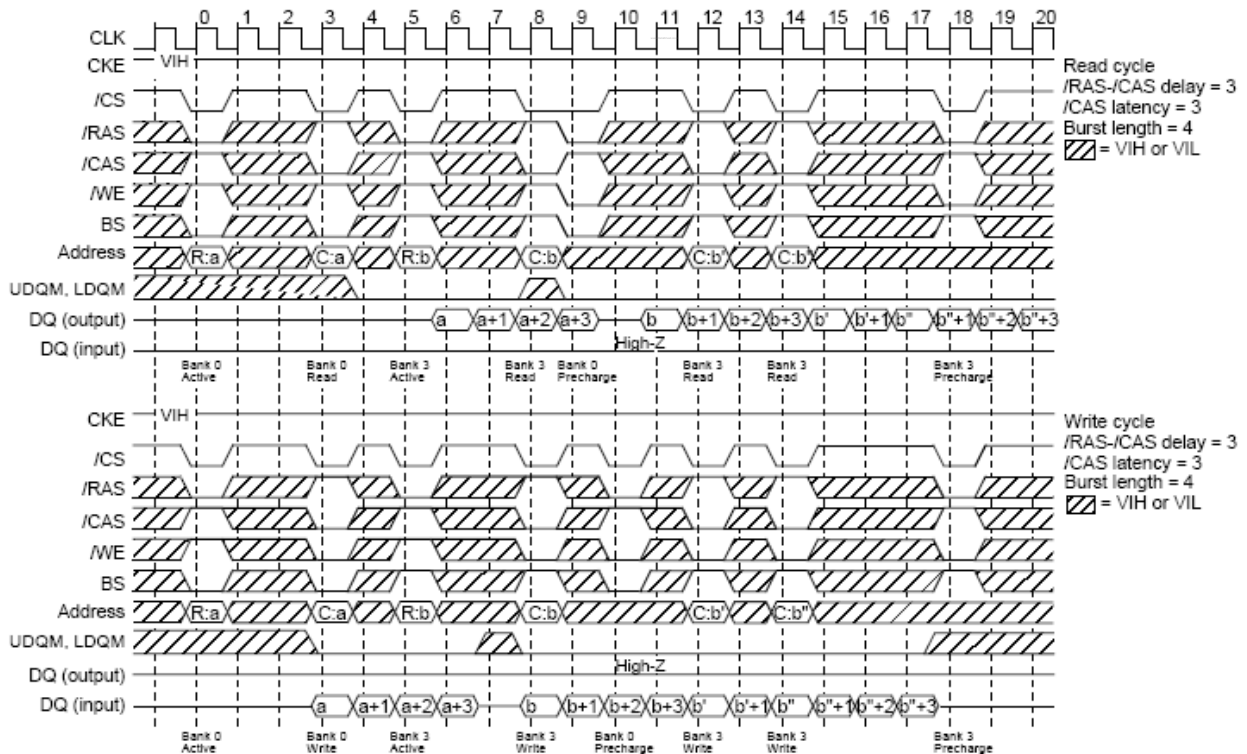 0 1 2 3 4 5 6 7 8 9 10 11 12 13 14 15 16 17 18 19 20
CLK
CKE VIH
Read cycle
/RAS-/CAS delay = 3
/CAS latency = 3
Burst length = 4
= VIH or VIL
/CS
/RAS
/CAS
/WE
BS
Address R:a C:a R:b C:b C:b' C:b"
UDQM, LDQM
DQ (output) a a+1 a+2 a+3 b b+1 b+2 b+3 b' b'+1 b" b"+1 b"+2 b"+3
DQ (input) High-Z
Bank 0 Active
Bank 0 Read
Bank 3 Active
Bank 3 Read
Bank 0 Precharge
Bank 3 Read
Bank 3 Read
Bank 3 Precharge
CKE VIH
Write cycle
/RAS-/CAS delay = 3
/CAS latency = 3
Burst length = 4
= VIH or VIL
/CS
/RAS
/CAS
/WE
BS
Address R:a C:a R:b C:b C:b' C:b"
UDQM, LDQM
DQ (output) High-Z
DQ (input) a a+1 a+2 a+3 b b+1 b+2 b+3 b' b'+1 b" b"+1 b"+2 b"+3
Bank 0 Active
Bank 0 Write
Bank 3 Active
Bank 3 Write
Bank 0 Precharge
Bank 3 Write
Bank 3 Write
Bank 3 Precharge